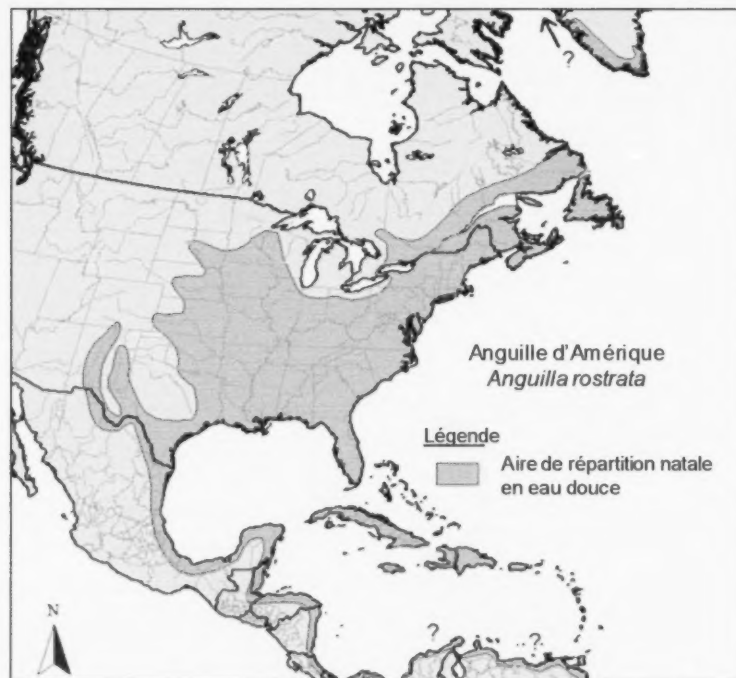 ?
Anguille d'Amérique
Anguilla rostrata
Légende
Aire de répartition natale
en eau douce
N
?
?